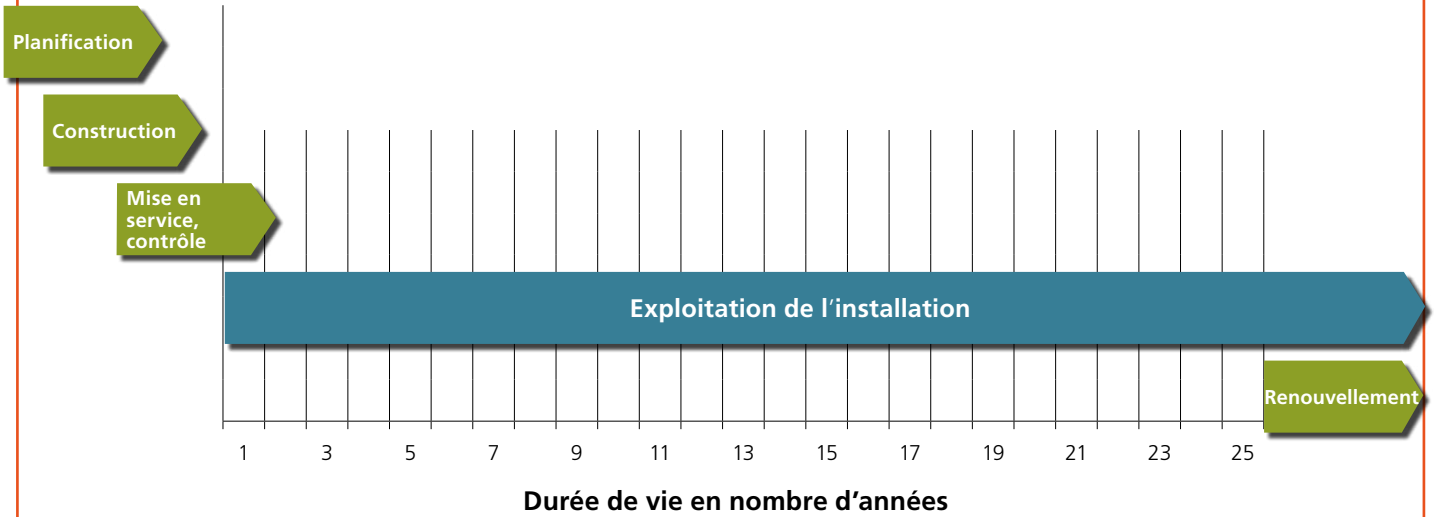 Planification
Construction
Mise en
service,
contrôle
Exploitation de l'installation
Renouvellement
1 3 5 7 9 11 13 15 17 19 21 23 25
Durée de vie en nombre d’années